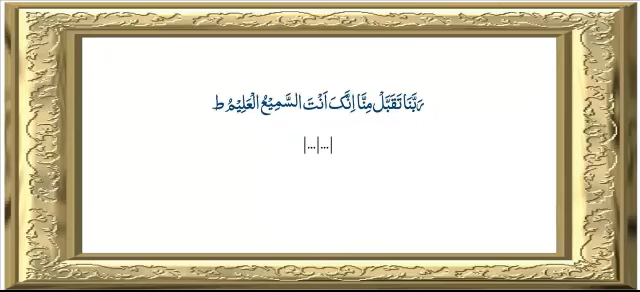 رَبَّنَا تَقَبَّلْ مِنَّا اِنَّکَ اَنْتَ السَّمِیْعُ الْعَلِیْمُ ط
|...|...|